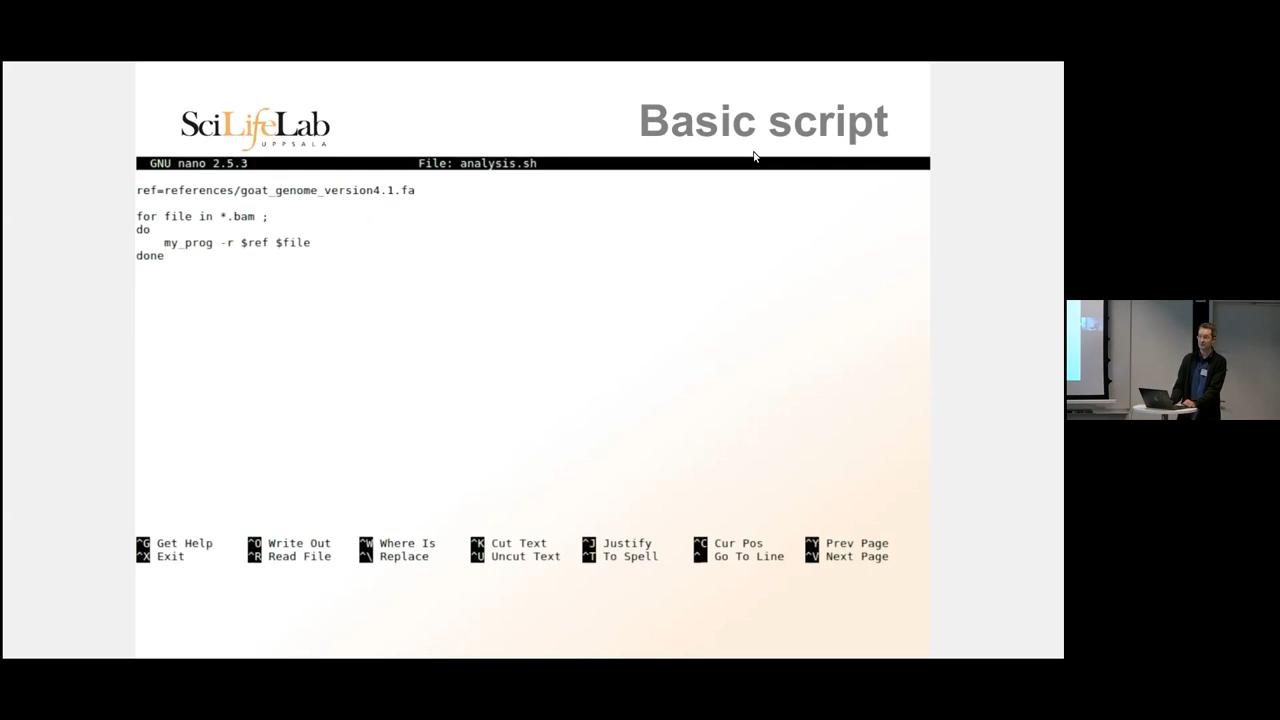 SciLifeLab
UPPSALA
Basic script
GNU nano 2.5.3 File: analysis.sh
ref=references/goat_genome_version4.1.fa
for file in *.bam ;
do
my_prog -r $ref $file
done
^G Get Help ^O Write Out ^W Where Is ^K Cut Text ^J Justify ^C Cur Pos ^Y Prev Page
^X Exit ^R Read File ^\ Replace ^U Uncut Text ^T To Spell ^_ Go To Line ^V Next Page